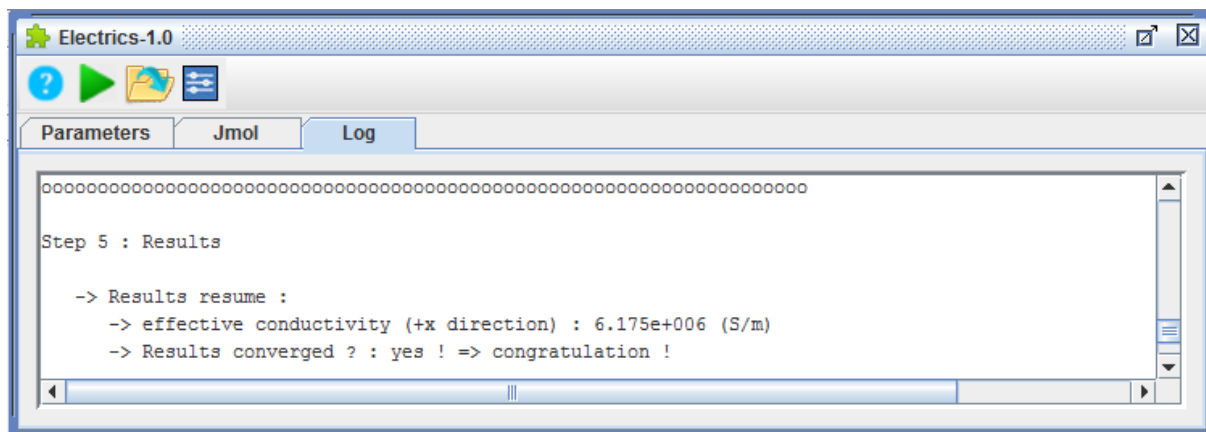 Electrics-1.0
?
Parameters Jmol Log
oooooooooooooooooooooooooooooooooooooooooooooooooooooooooooooooooooo
Step 5 : Results
-> Results resume :
-> effective conductivity (+x direction) : 6.175e+006 (S/m)
-> Results converged ? : yes ! => congratulation !